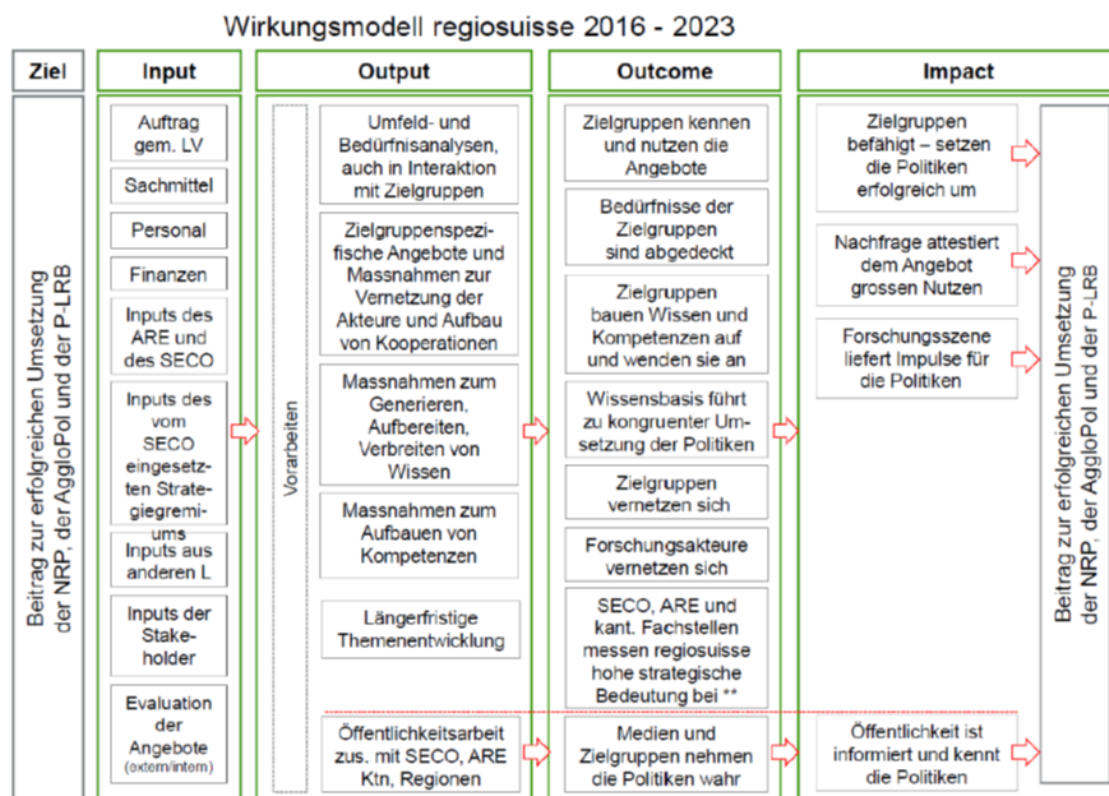 Wirkungsmodell regiosuisse 2016 - 2023
Ziel
Input
Output
Outcome
Impact
Beitrag zur erfolgreichen Umsetzung
der NRP, der AggloPol und der P-LRB
Auftrag
gem. LV
Sachmittel
Personal
Finanzen
Inputs des
ARE und
des SECO
Inputs des
vom
SECO
eingesetz-
ten Strate-
giegremi-
ums
Inputs aus
anderen L
Inputs der
Stake-
holder
Evaluation
der
Angebote
(extern/intern)
Vorarbeiten
Umfeld- und
Bedürfnisanalysen,
auch in Interaktion
mit Zielgruppen
Zielgruppenspezi-
fische Angebote und
Massnahmen zur
Vernetzung der
Akteure und Aufbau
von Kooperationen
Massnahmen zum
Generieren,
Aufbereiten,
Verbreiten von
Wissen
Massnahmen zum
Aufbauen von
Kompetenzen
Längerfristige
Themenentwicklung
Öffentlichkeitsarbeit
zus. mit SECO, ARE
Ktn, Regionen
Zielgruppen kennen
und nutzen die
Angebote
Bedürfnisse der
Zielgruppen
sind abgedeckt
Zielgruppen
bauen Wissen und
Kompetenzen auf
und wenden sie an
Wissensbasis führt
zu kongruenter Um-
setzung der Politiken
Zielgruppen
vernetzen sich
Forschungsakteure
vernetzen sich
SECO, ARE und
kant. Fachstellen
messen regiosuisse
hohe strategische
Bedeutung bei **
Medien und
Zielgruppen nehmen
die Politiken wahr
Zielgruppen
befähigt – setzen
die Politiken
erfolgreich um
Nachfrage attestiert
dem Angebot
grossen Nutzen
Forschungsszene
liefert Impulse für
die Politiken
Öffentlichkeit ist
informiert und kennt
die Politiken
Beitrag zur erfolgreichen Umsetzung
der NRP, der AggloPol und der P-LRB